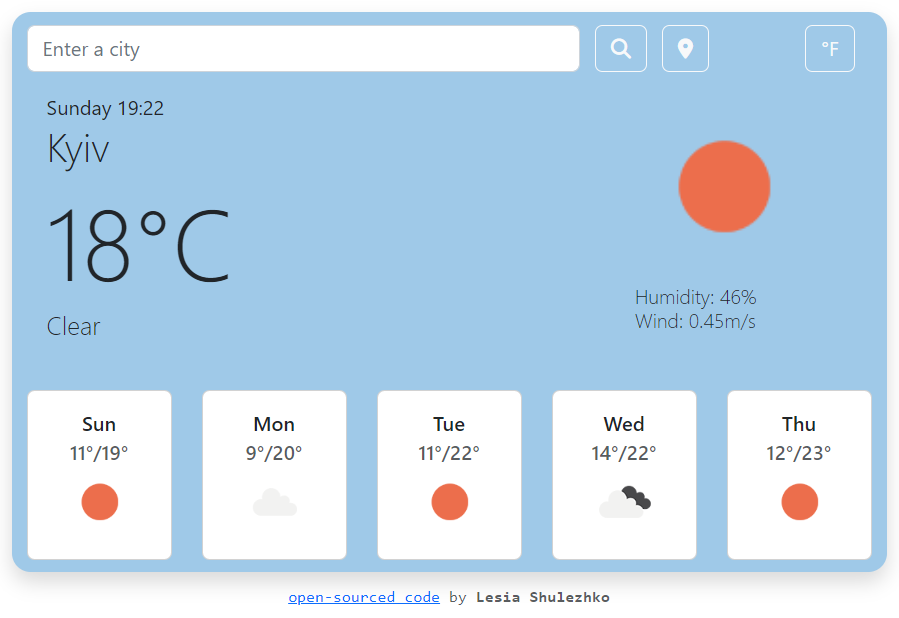 Enter a city
°F
Sunday 19:22
Kyiv
18°C
Clear
Humidity: 46%
Wind: 0.45m/s
Sun
11°/19°
Mon
9°/20°
Tue
11°/22°
Wed
14°/22°
Thu
12°/23°
open-sourced code by Lesia Shulezhko